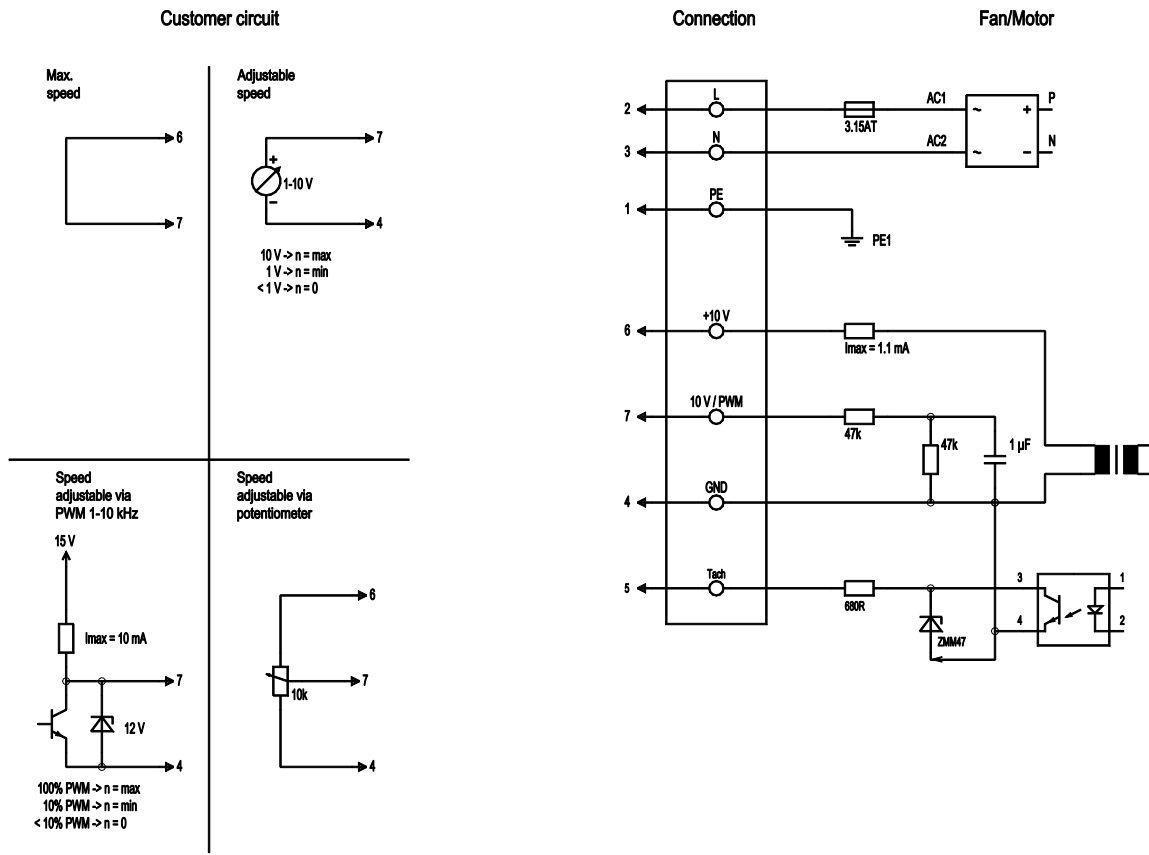 Customer circuit
Connection
Fan/Motor
Max.
speed
6
7
Adjustable
speed
7
+
1-10 V
–
4
10 V -> n = max
1 V -> n = min
< 1 V -> n = 0
Speed
adjustable via
PWM 1-10 kHz
15 V
Imax = 10 mA
7
12 V
4
100% PWM -> n = max
10% PWM -> n = min
< 10% PWM -> n = 0
Speed
adjustable via
potentiometer
6
7
10k
4
2
L
3.15AT
AC1
~
+
P
3
N
AC2
~
–
N
1
PE
PE1
6
+10 V
Imax = 1.1 mA
7
10 V / PWM
47k
47k
1 µF
4
GND
5
Tach
680R
ZMM47
3
4
1
2